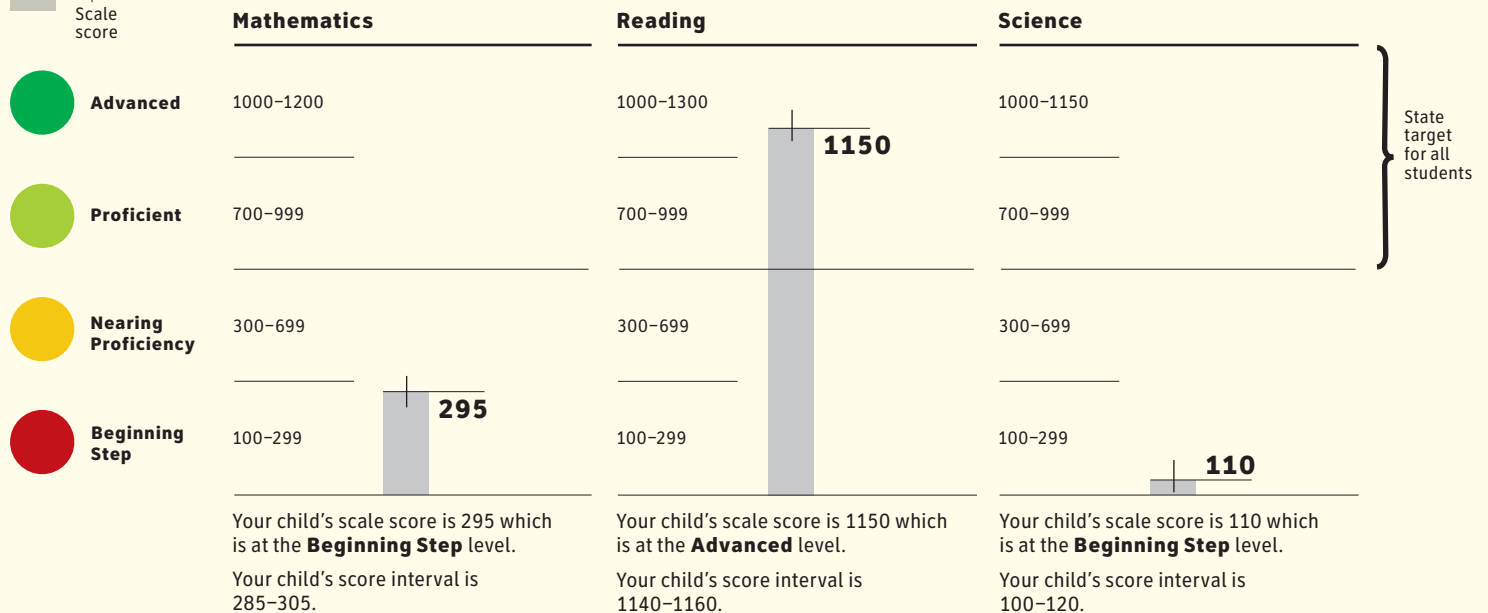 Scale
score
Mathematics
Reading
Science
Advanced
1000–1200
1000–1300
1000–1150
1150
State
target
for all
students
Proficient
700–999
700–999
700–999
Nearing
Proficiency
300–699
300–699
300–699
295
Beginning
Step
100–299
100–299
100–299
110
Your child’s scale score is 295 which
is at the Beginning Step level.
Your child’s score interval is
285–305.
Your child’s scale score is 1150 which
is at the Advanced level.
Your child’s score interval is
1140–1160.
Your child’s scale score is 110 which
is at the Beginning Step level.
Your child’s score interval is
100–120.